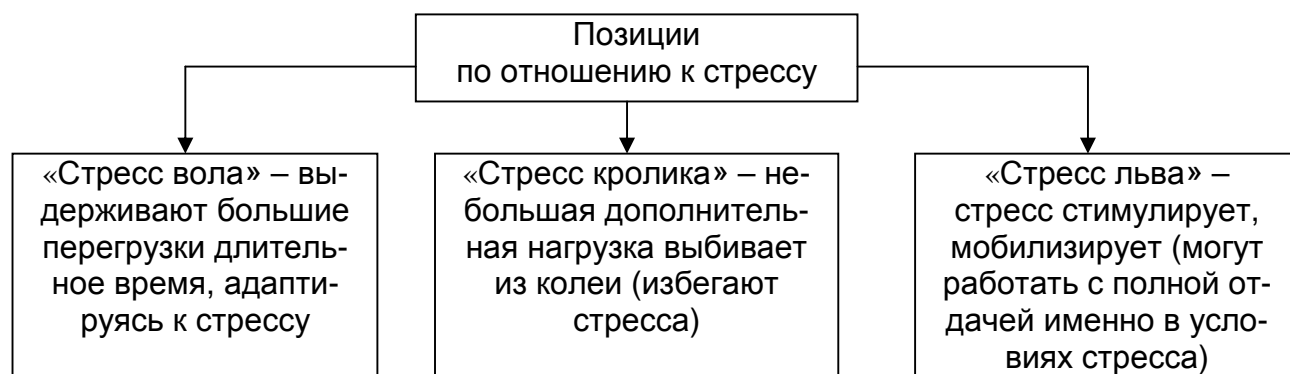 Позиции
по отношению к стрессу
«Стресс вола» – вы-
держивают большие
перегрузки длитель-
ное время, адапти-
руясь к стрессу
«Стресс кролика» – не-
большая дополнитель-
ная нагрузка выбивает
из колеи (избегают
стресса)
«Стресс льва» –
стресс стимулирует,
мобилизирует (могут
работать с полной от-
дачей именно в усло-
виях стресса)